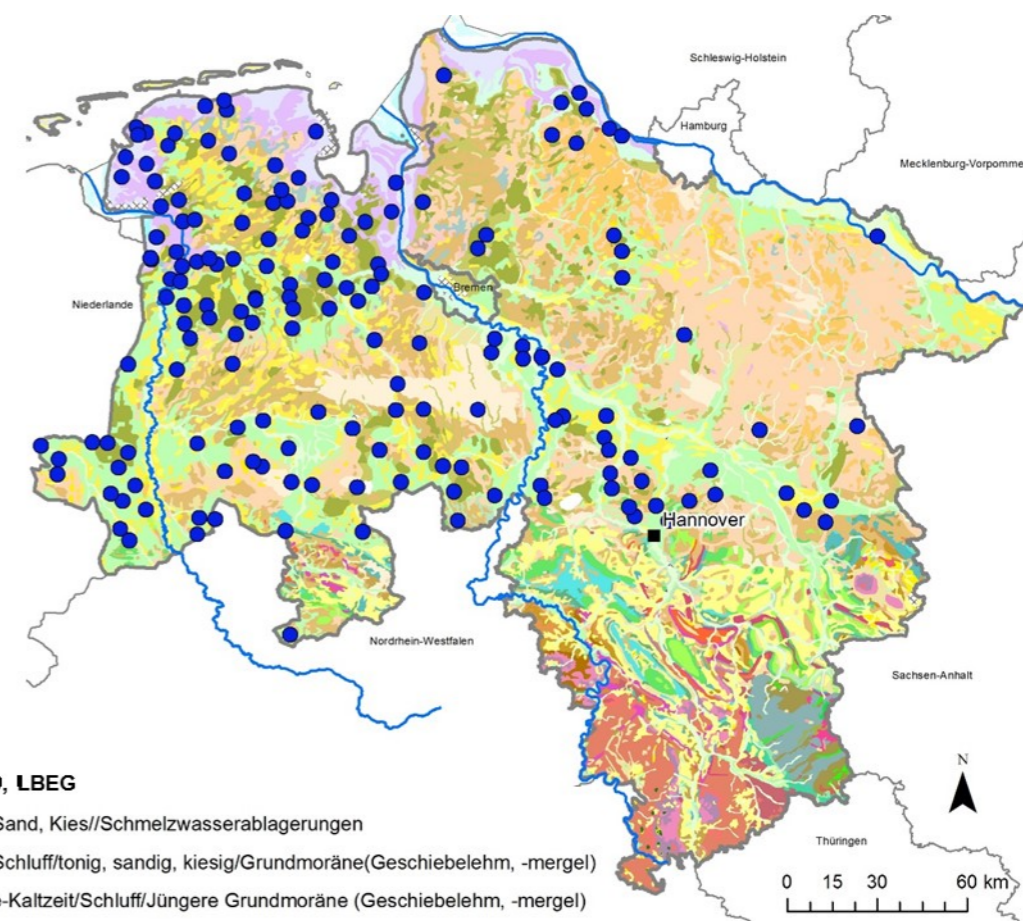 Schleswig-Holstein
Hamburg
Mecklenburg-Vorpomme
Niederlande
Bremen
Hannover
Nordrhein-Westfalen
Sachsen-Anhalt
, LBEG
N
Sand, Kies//Schmelzwasserablagerungen
Thüringen
Schluff/tonig, sandig, kiesig/Grundmoräne(Geschiebelehm, -mergel)
0 15 30 60 km
-Kaltzeit/Schluff/Jüngere Grundmoräne (Geschiebelehm, -mergel)